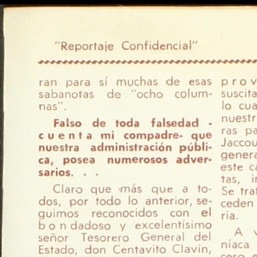 "Reportaje Confidencial"
ran para sí muchas de esas
sabanotas de "ocho colum-
nas".
Falso de toda falsedad -
cuenta mi compadre- que
nuestra administración públi-
ca, posea numerosos adver-
sarios. . .
Claro que más que a to-
dos, por todo lo anterior, se-
guimos reconocidos con el
bondadoso y excelentísimo
señor Tesorero General del
Estado, don Centavito Clavín,
prov
suscita
lo cua
nuestr
ras pa
Jaccou
genera
este ca
tas, in
Se trat
ceden
ria.
A v
niaca